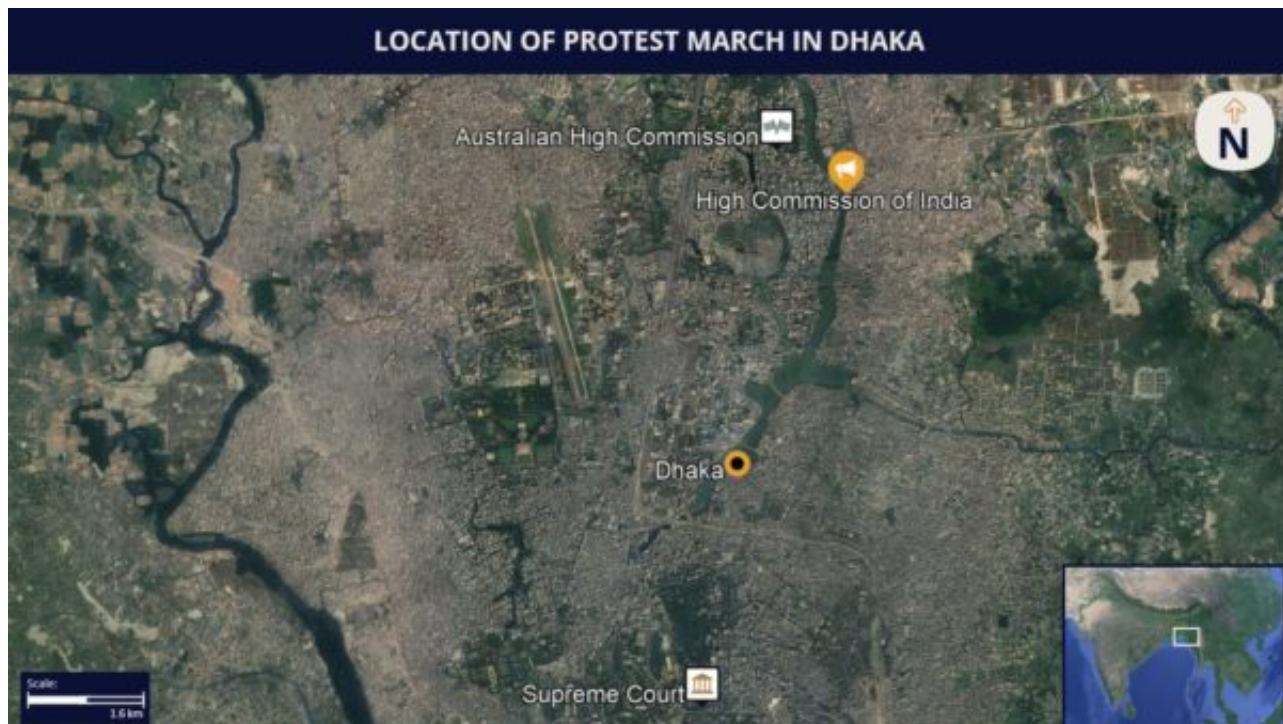 LOCATION OF PROTEST MARCH IN DHAKA
Australian High Commission
N
High Commission of India
Dhaka
Supreme Court
Scale:
1.6 km